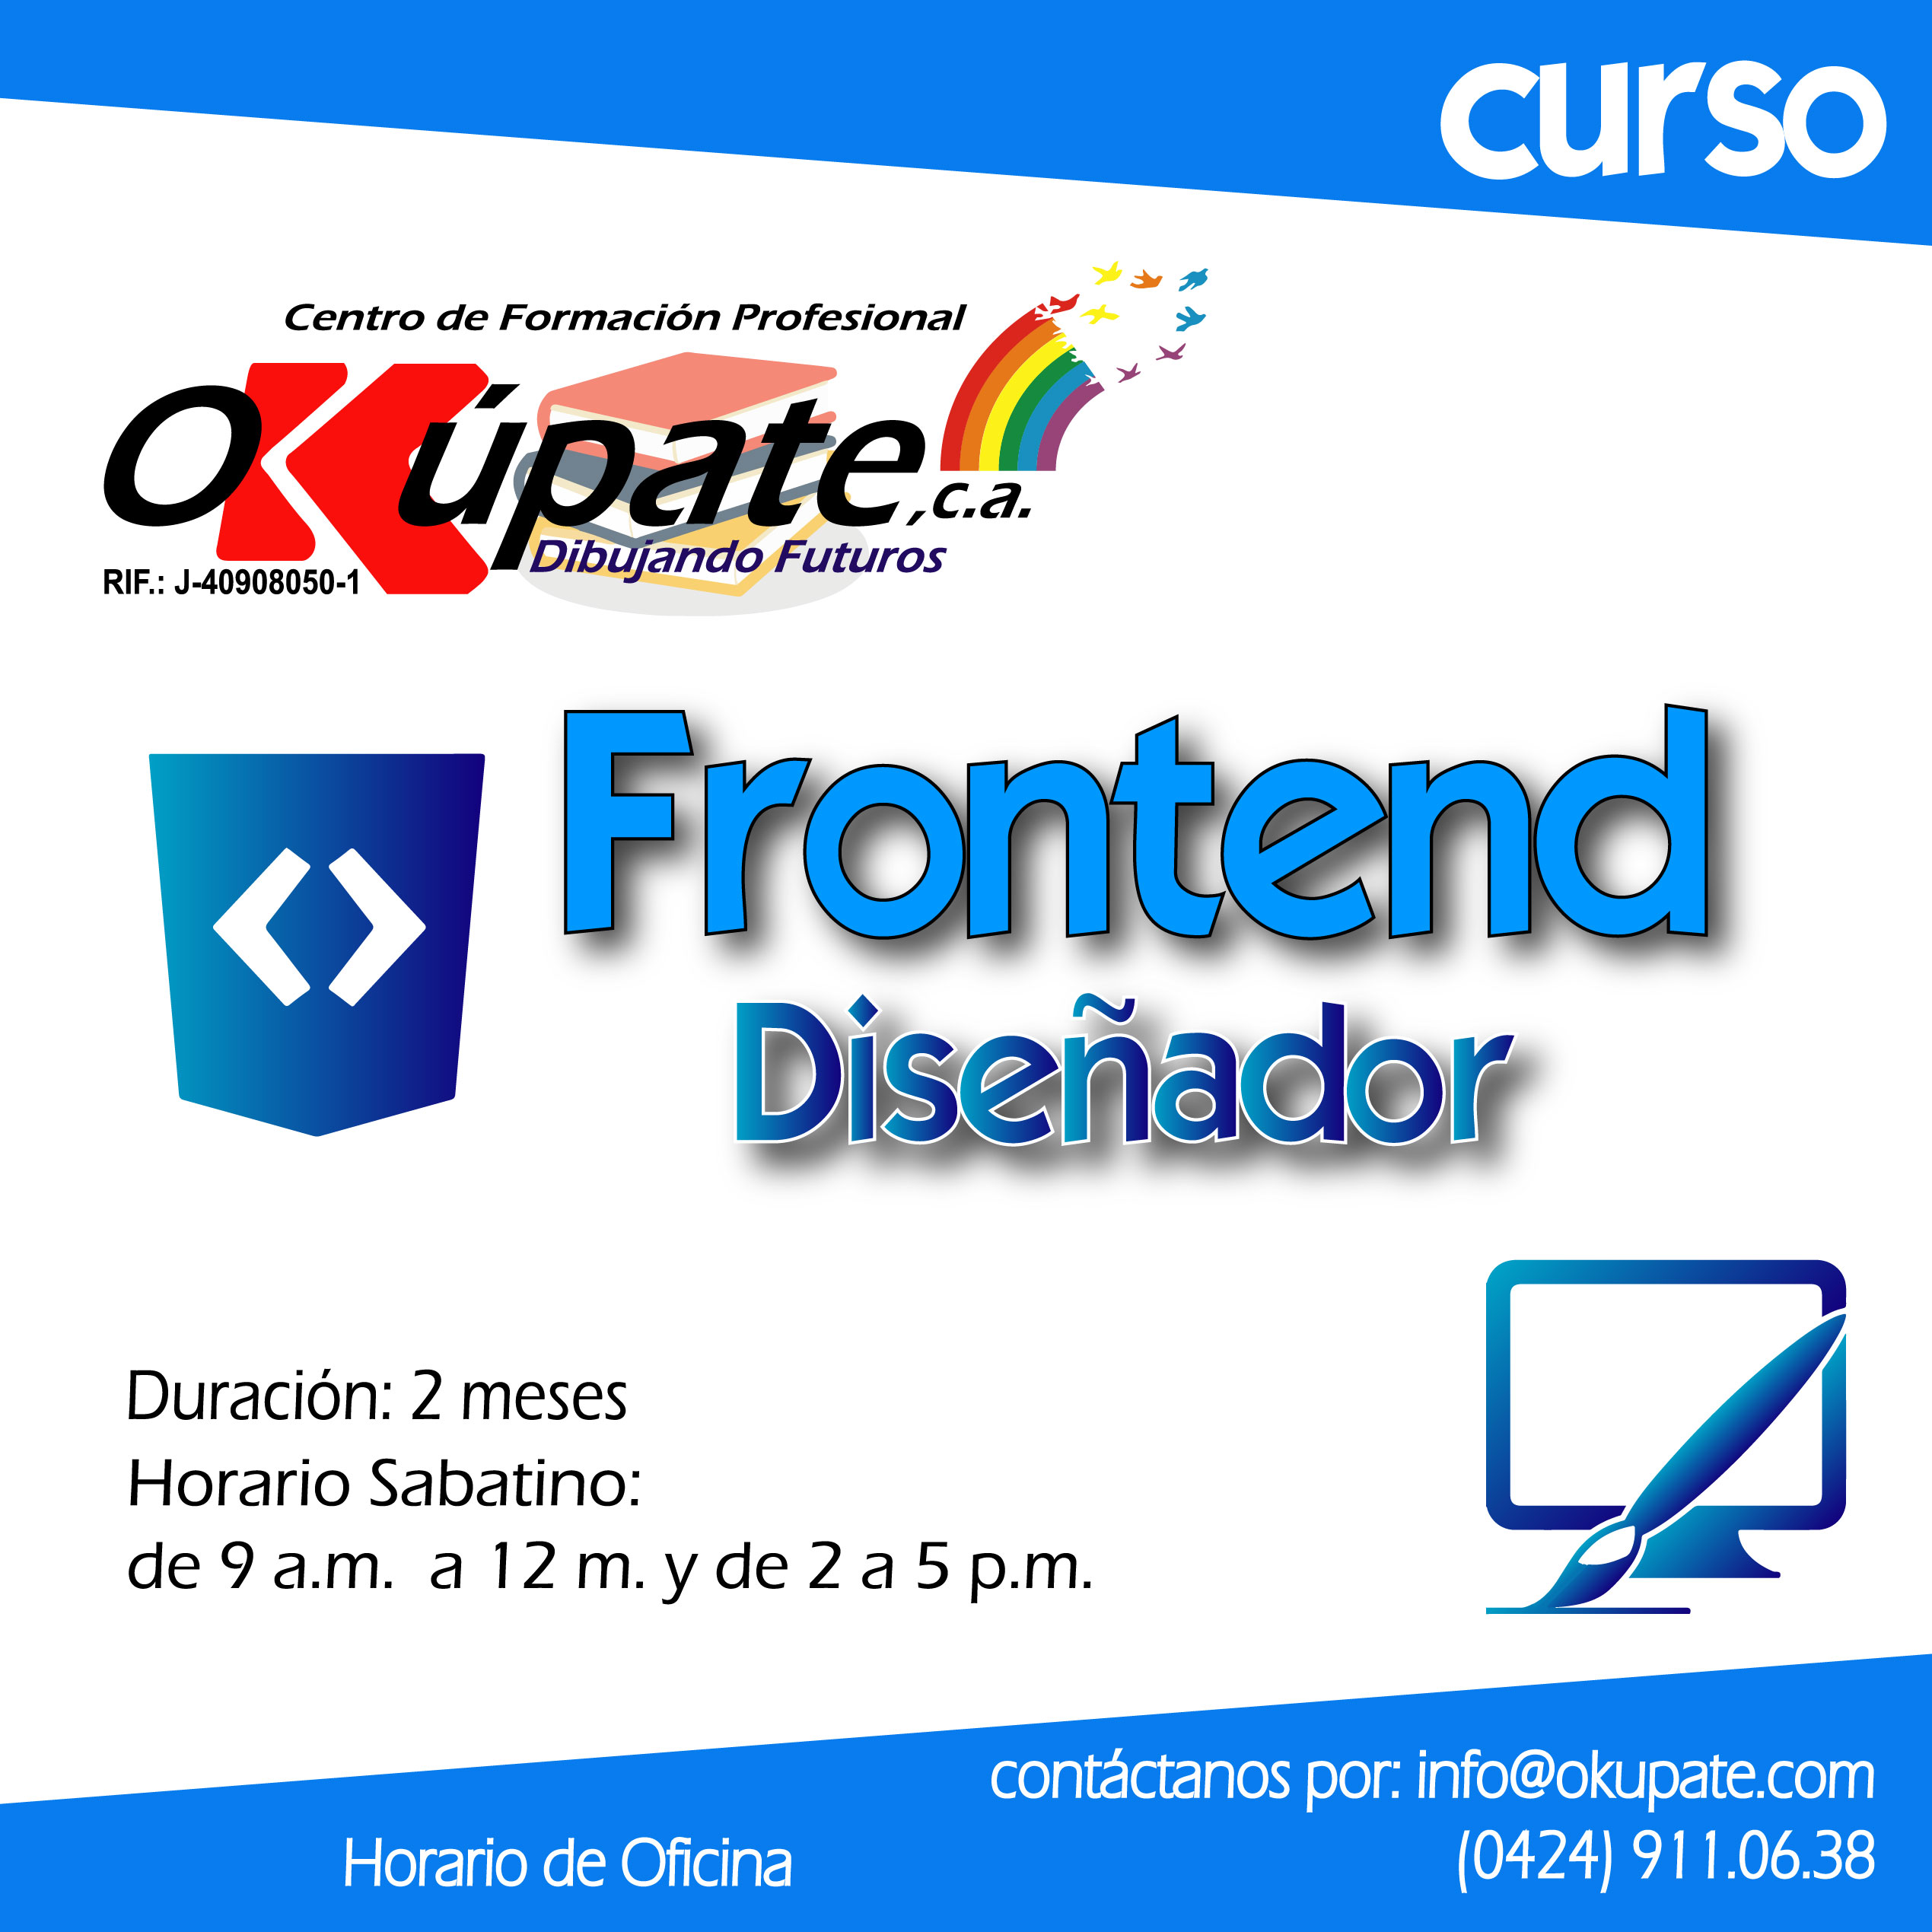 curso
Centro de Formación Profesional
OKúpate,c.a.
Dibujando Futuros
RIF.: J-40908050-1
Frontend
Diseñador
Duración: 2 meses
Horario Sabatino:
de 9 a.m. a 12 m. y de 2 a 5 p.m.
contáctanos por: info@okupate.com
(0424) 911.06.38
Horario de Oficina